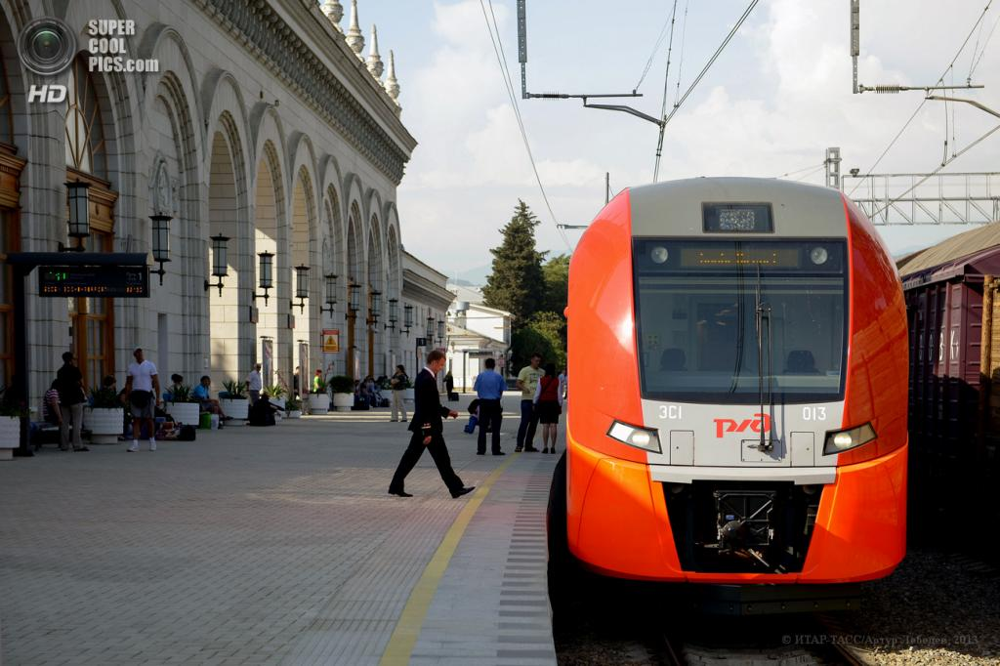 SUPER
COOL
PICS.com
HD
ЭС1
013
РЖД
© ИТАР-ТАСС/Артур Лебедев, 2013